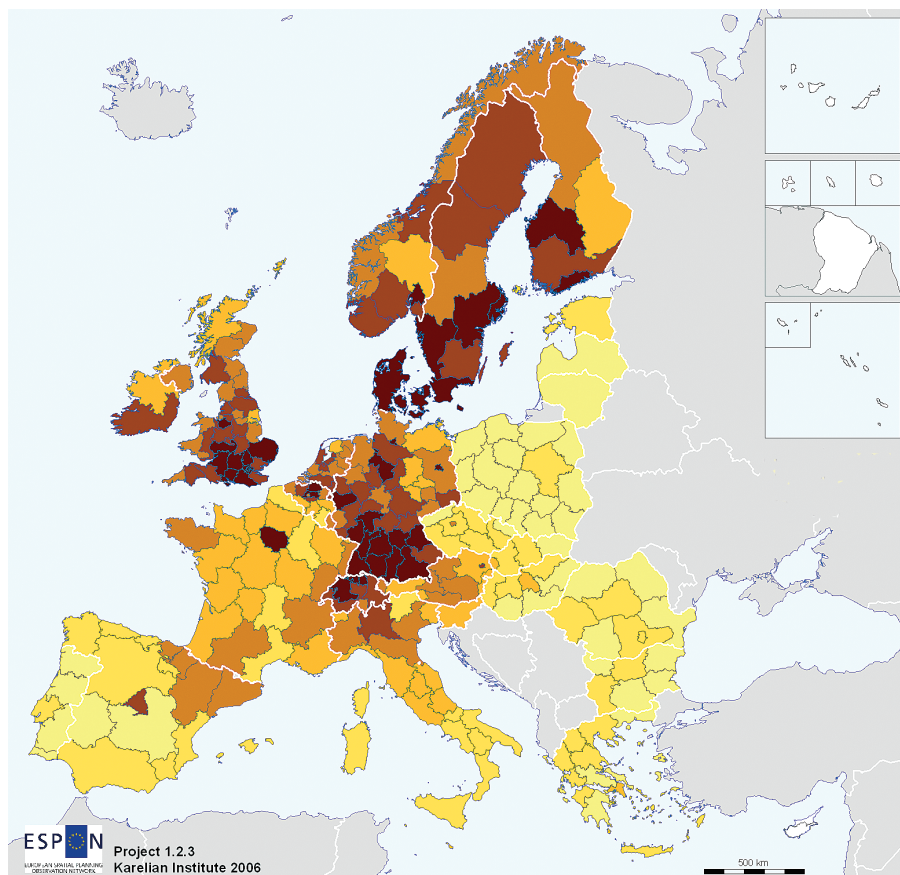 ESPON
EUROPEAN SPATIAL PLANNING
OBSERVATION NETWORK
Project 1.2.3
Karelian Institute 2006
500 km